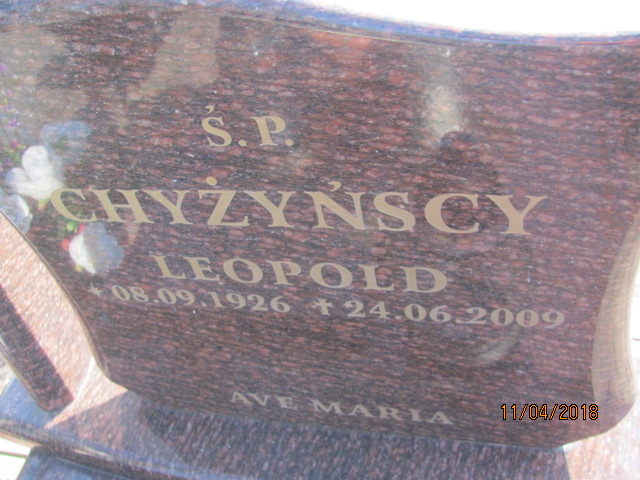 Ś.P.
CHYŻYŃSCY
LEOPOLD
* 08.09.1926 ✝ 24.06.2009
AVE MARIA
11/04/2018